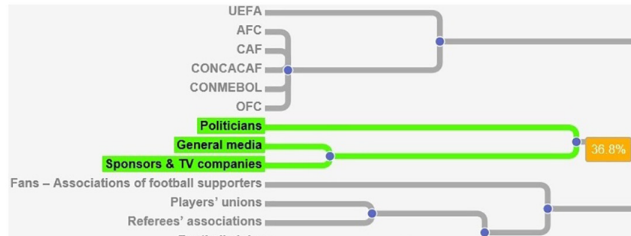 UEFA
AFC
CAF
CONCACAF
CONMEBOL
OFC
Politicians
General media
Sponsors & TV companies
36.8%
Fans – Associations of football supporters
Players' unions
Referees' associations